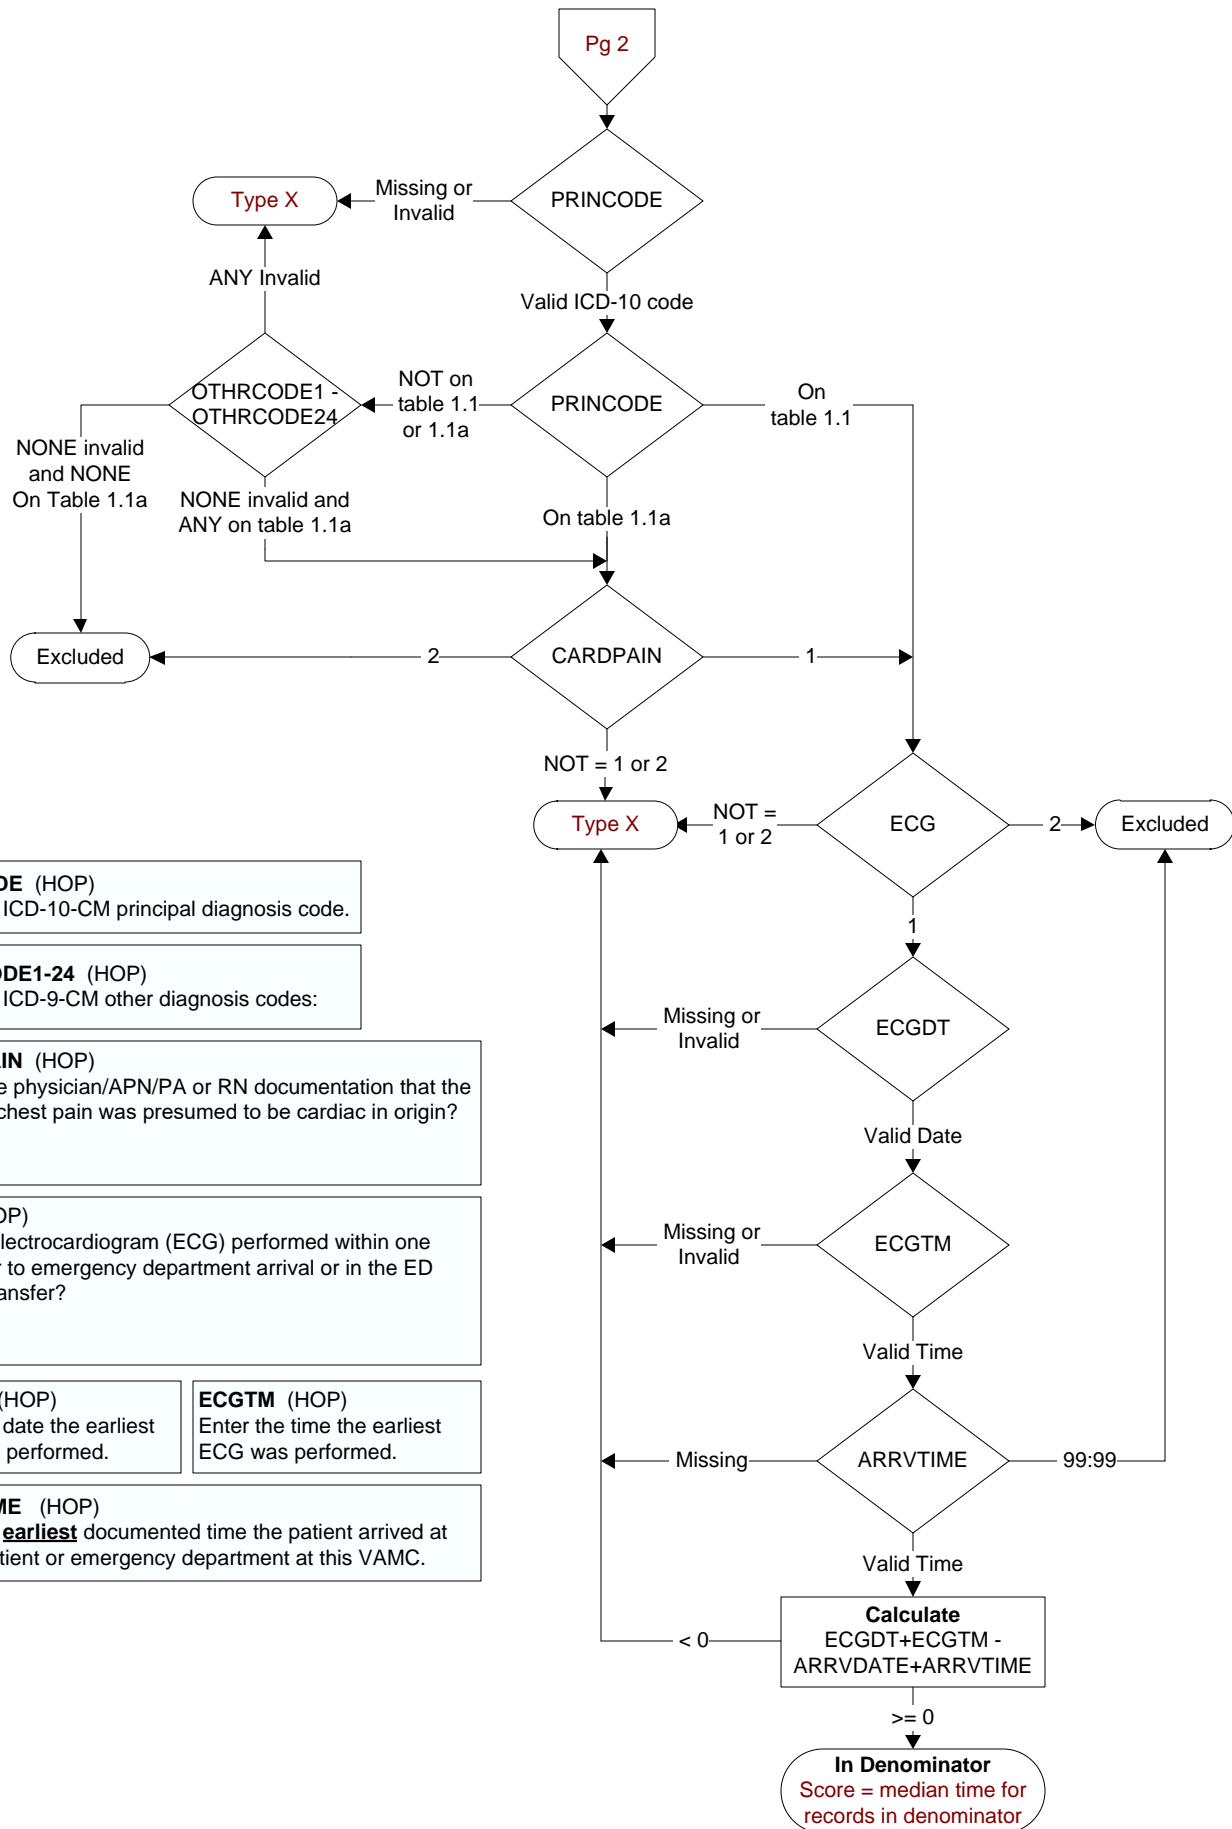 Pg 2
PRINCODE
Missing or
Invalid
Type X
Valid ICD-10 code
ANY Invalid
PRINCODE
NOT on
table 1.1
or 1.1a
On
table 1.1
OTHRCODE1 -
OTHRCODE24
NONE invalid
and NONE
On Table 1.1a
NONE invalid and
ANY on table 1.1a
On table 1.1a
CARDPAIN
2
Excluded
1
NOT = 1 or 2
Type X
NOT =
1 or 2
ECG
2
Excluded
1
ECGDT
Missing or
Invalid
Valid Date
ECGTM
Missing or
Invalid
Valid Time
ARRVTIME
Missing
99:99
Valid Time
Calculate
ECGDT+ECGTM -
ARRVDATE+ARRVTIME
< 0
>= 0
In Denominator
Score = median time for
records in denominator
DE (HOP)
ICD-10-CM principal diagnosis code.
ODE1-24 (HOP)
ICD-9-CM other diagnosis codes:
AIN (HOP)
e physician/APN/PA or RN documentation that the
chest pain was presumed to be cardiac in origin?
OP)
lectrocardiogram (ECG) performed within one
r to emergency department arrival or in the ED
ansfer?
(HOP)
date the earliest
performed.
ECGTM (HOP)
Enter the time the earliest
ECG was performed.
ME (HOP)
earliest documented time the patient arrived at
tient or emergency department at this VAMC.